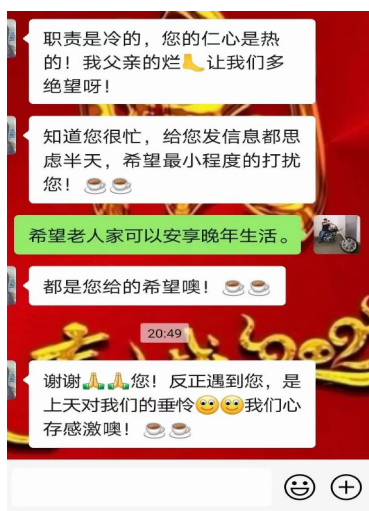 职责是冷的，您的仁心是热
的！我父亲的烂🦶让我们多
绝望呀！
知道您很忙，给您发信息都思
虑半天，希望最小程度的打扰
您！☕☕
希望老人家可以安享晚年生活。
都是您给的希望噢！☕☕
20:49
谢谢🙏🙏您！反正遇到您，是
上天对我们的垂怜🙂🙂我们心
存感激噢！☕☕